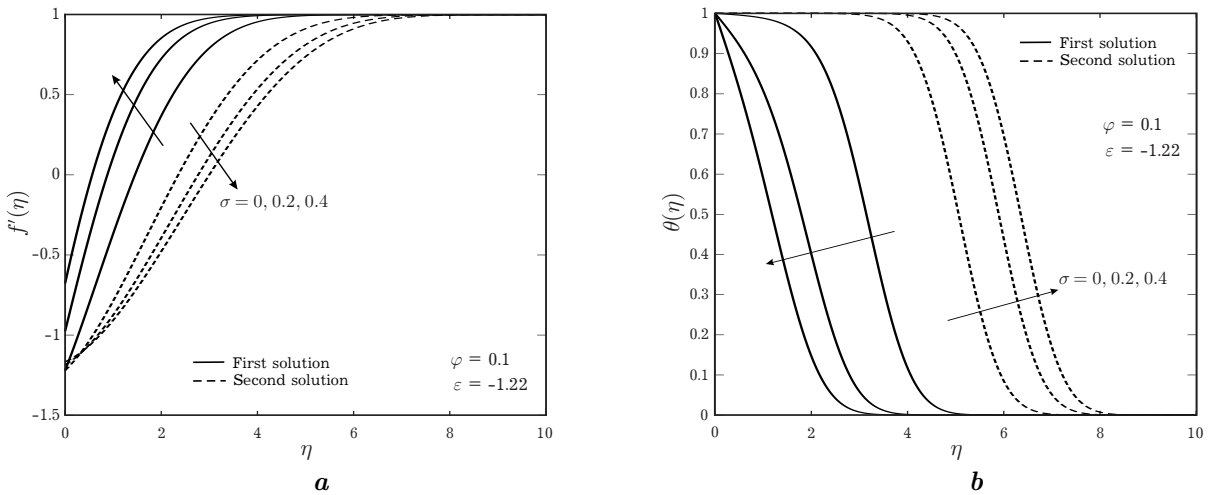 1
0.5
0
-0.5
-1
-1.5
f′(η)
σ = 0, 0.2, 0.4
First solution
Second solution
φ = 0.1
ε = -1.22
0 2 4 6 8 10
η
a
1
0.9
0.8
0.7
0.6
0.5
0.4
0.3
0.2
0.1
0
θ(η)
First solution
Second solution
φ = 0.1
ε = -1.22
σ = 0, 0.2, 0.4
0 2 4 6 8 10
η
b